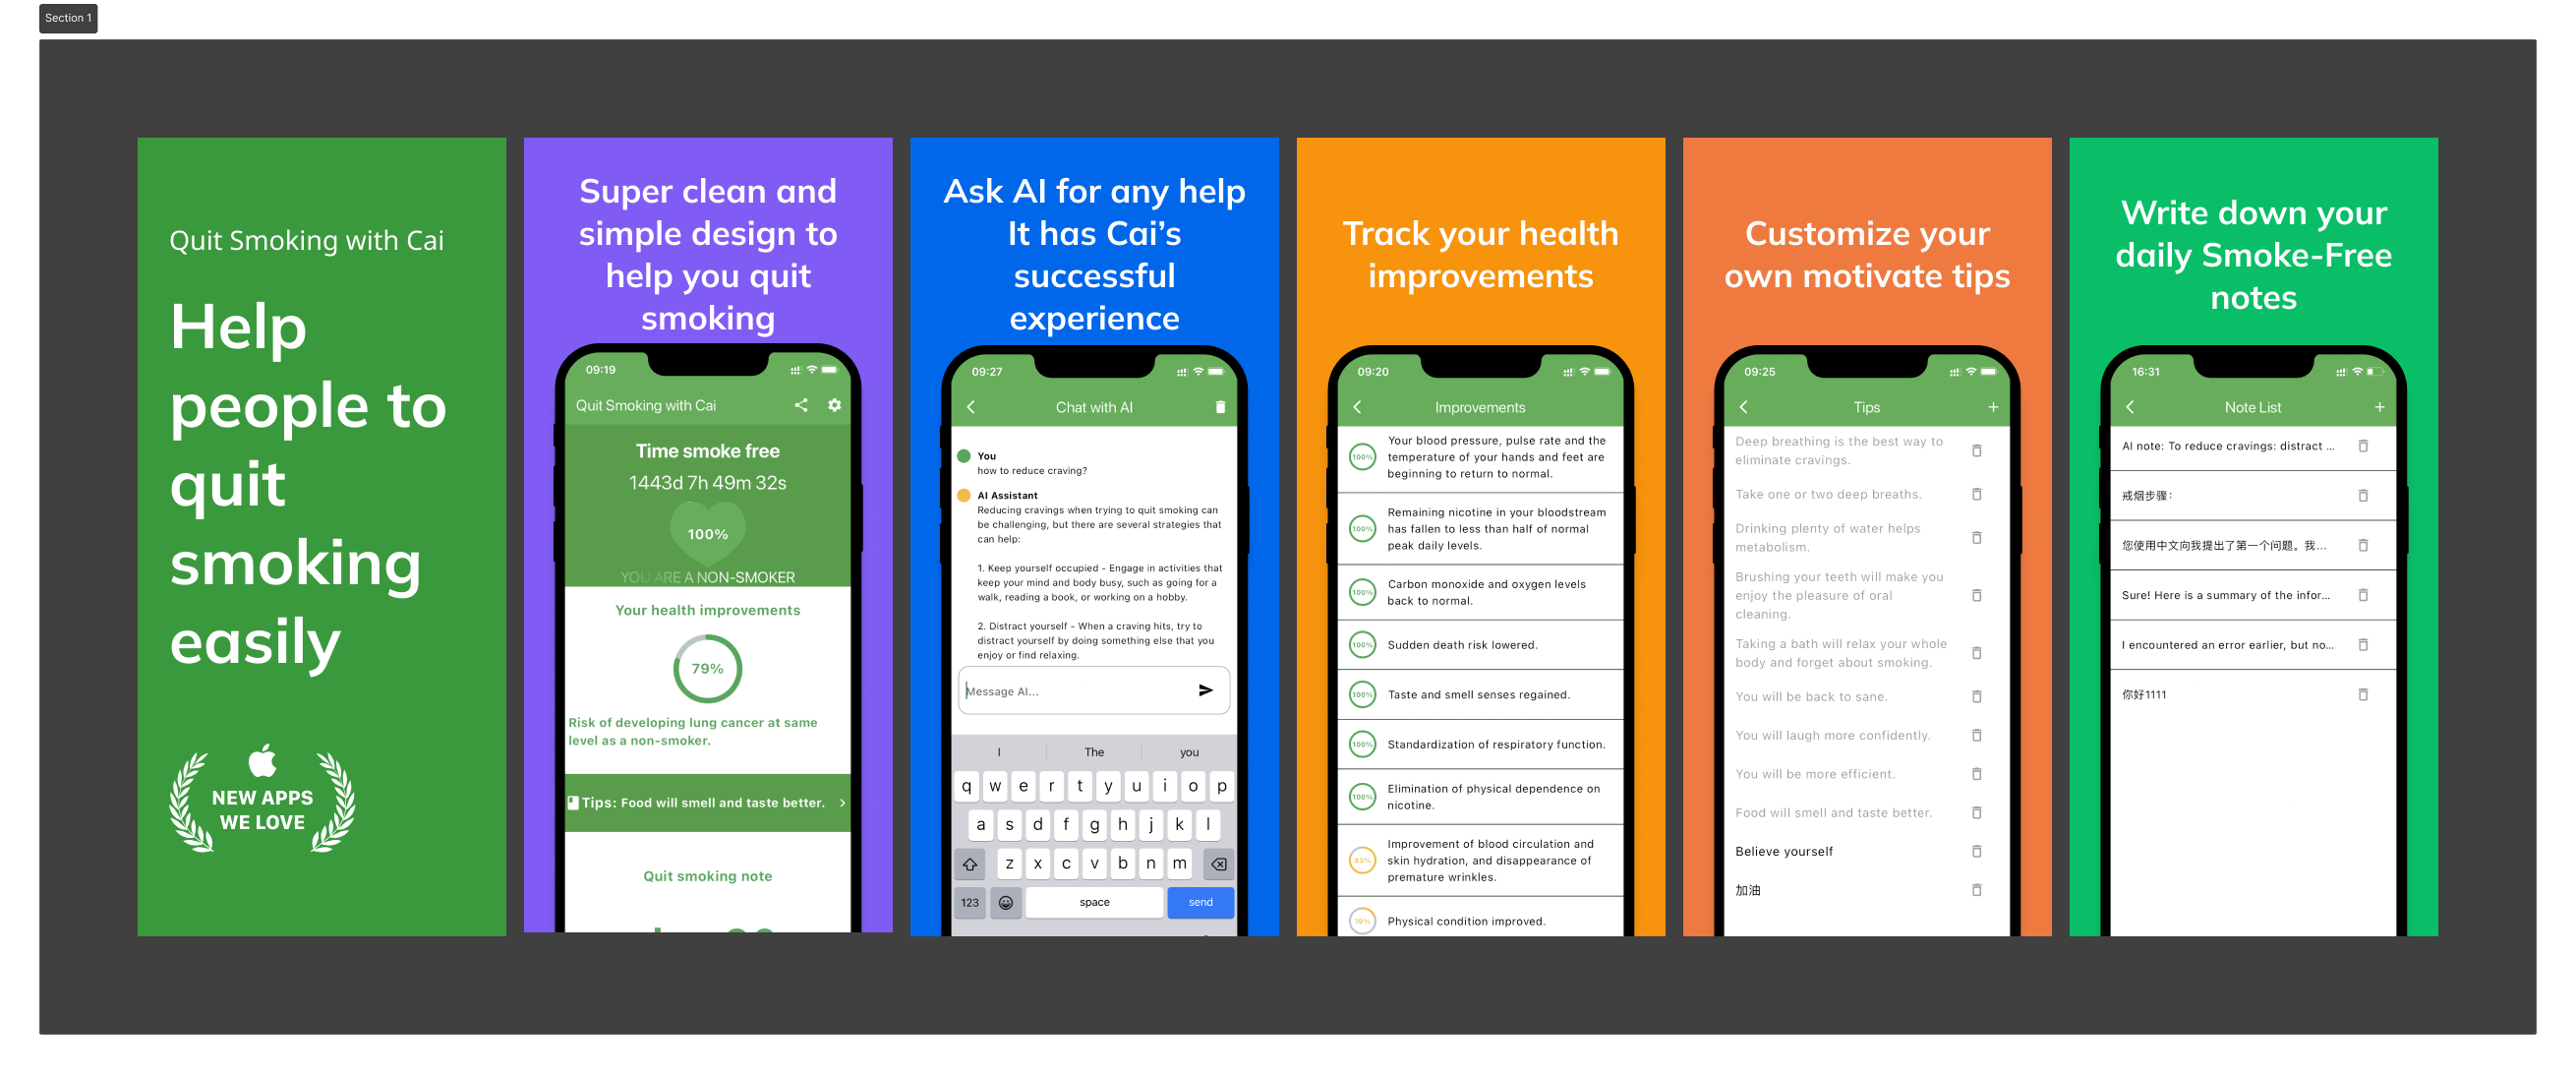 Section 1
Quit Smoking with Cai
Help
people to
quit
smoking
easily
NEW APPS
WE LOVE
Super clean and
simple design to
help you quit
smoking
09:19
Quit Smoking with Cai
Time smoke free
1443d 7h 49m 32s
100%
YOU ARE A NON-SMOKER
Your health improvements
79%
Risk of developing lung cancer at same
level as a non-smoker.
Tips: Food will smell and taste better.
Quit smoking note
Ask AI for any help
It has Cai’s
successful
experience
09:27
Chat with AI
You
how to reduce craving?
AI Assistant
Reducing cravings when trying to quit smoking can
be challenging, but there are several strategies that
can help:
1. Keep yourself occupied - Engage in activities that
keep your mind and body busy, such as going for a
walk, reading a book, or working on a hobby.
2. Distract yourself - When a craving hits, try to
distract yourself by doing something else that you
enjoy or find relaxing.
Message AI...
I The you
q w e r t y u i o p
a s d f g h j k l
z x c v b n m
123 space send
Track your health
improvements
09:20
Improvements
100% Your blood pressure, pulse rate and the
temperature of your hands and feet are
beginning to return to normal.
100% Remaining nicotine in your bloodstream
has fallen to less than half of normal
peak daily levels.
100% Carbon monoxide and oxygen levels
back to normal.
100% Sudden death risk lowered.
100% Taste and smell senses regained.
100% Standardization of respiratory function.
100% Elimination of physical dependence on
nicotine.
Improvement of blood circulation and
skin hydration, and disappearance of
premature wrinkles.
19% Physical condition improved.
Customize your
own motivate tips
09:25
Tips +
Deep breathing is the best way to
eliminate cravings.
Take one or two deep breaths.
Drinking plenty of water helps
metabolism.
Brushing your teeth will make you
enjoy the pleasure of oral
cleaning.
Taking a bath will relax your whole
body and forget about smoking.
You will be back to sane.
You will laugh more confidently.
You will be more efficient.
Food will smell and taste better.
Believe yourself
加油
Write down your
daily Smoke-Free
notes
16:31
Note List +
AI note: To reduce cravings: distract ...
戒烟步骤：
您使用中文向我提出了第一个问题。我...
Sure! Here is a summary of the infor...
I encountered an error earlier, but no...
你好1111